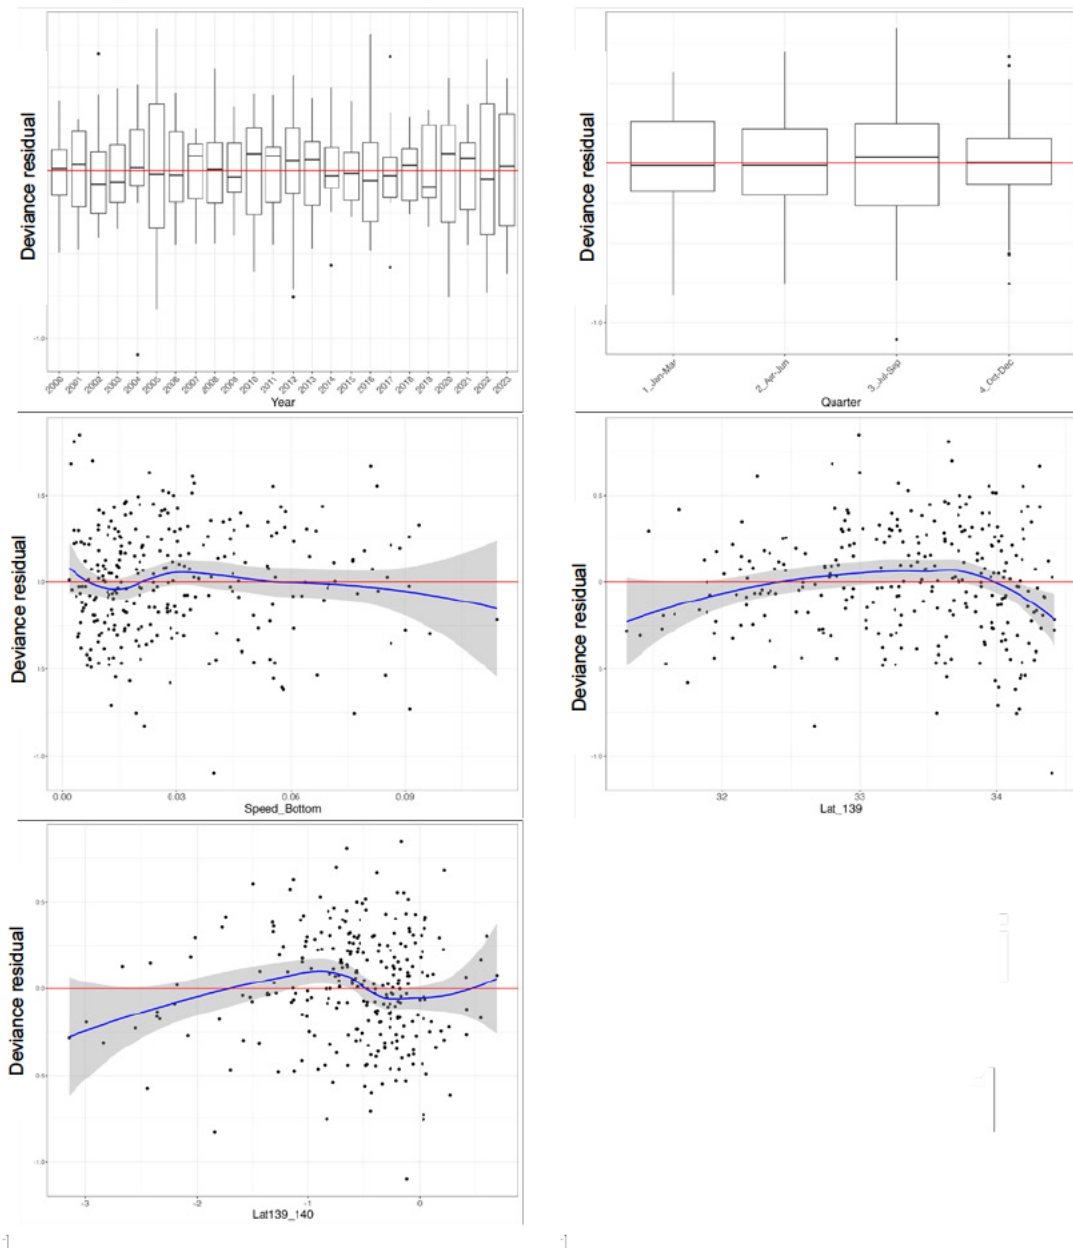 Deviance residual
-1.0
2000 2001 2002 2003 2004 2005 2006 2007 2008 2009 2010 2011 2012 2013 2014 2015 2016 2017 2018 2019 2020 2021 2022 2023
Year
Deviance residual
-1.0
1_Jan-Mar 2_Apr-Jun 3_Jul-Sep 4_Oct-Dec
Quarter
Deviance residual
-1.0
0.00 0.03 0.06 0.09
Speed_Bottom
Deviance residual
0.5
0
5
-1.0
32 33 34
Lat_139
Deviance residual
0.5
0.0
0.5
-1.0
-3 -2 -1 0
Lat139_140
-1
-1